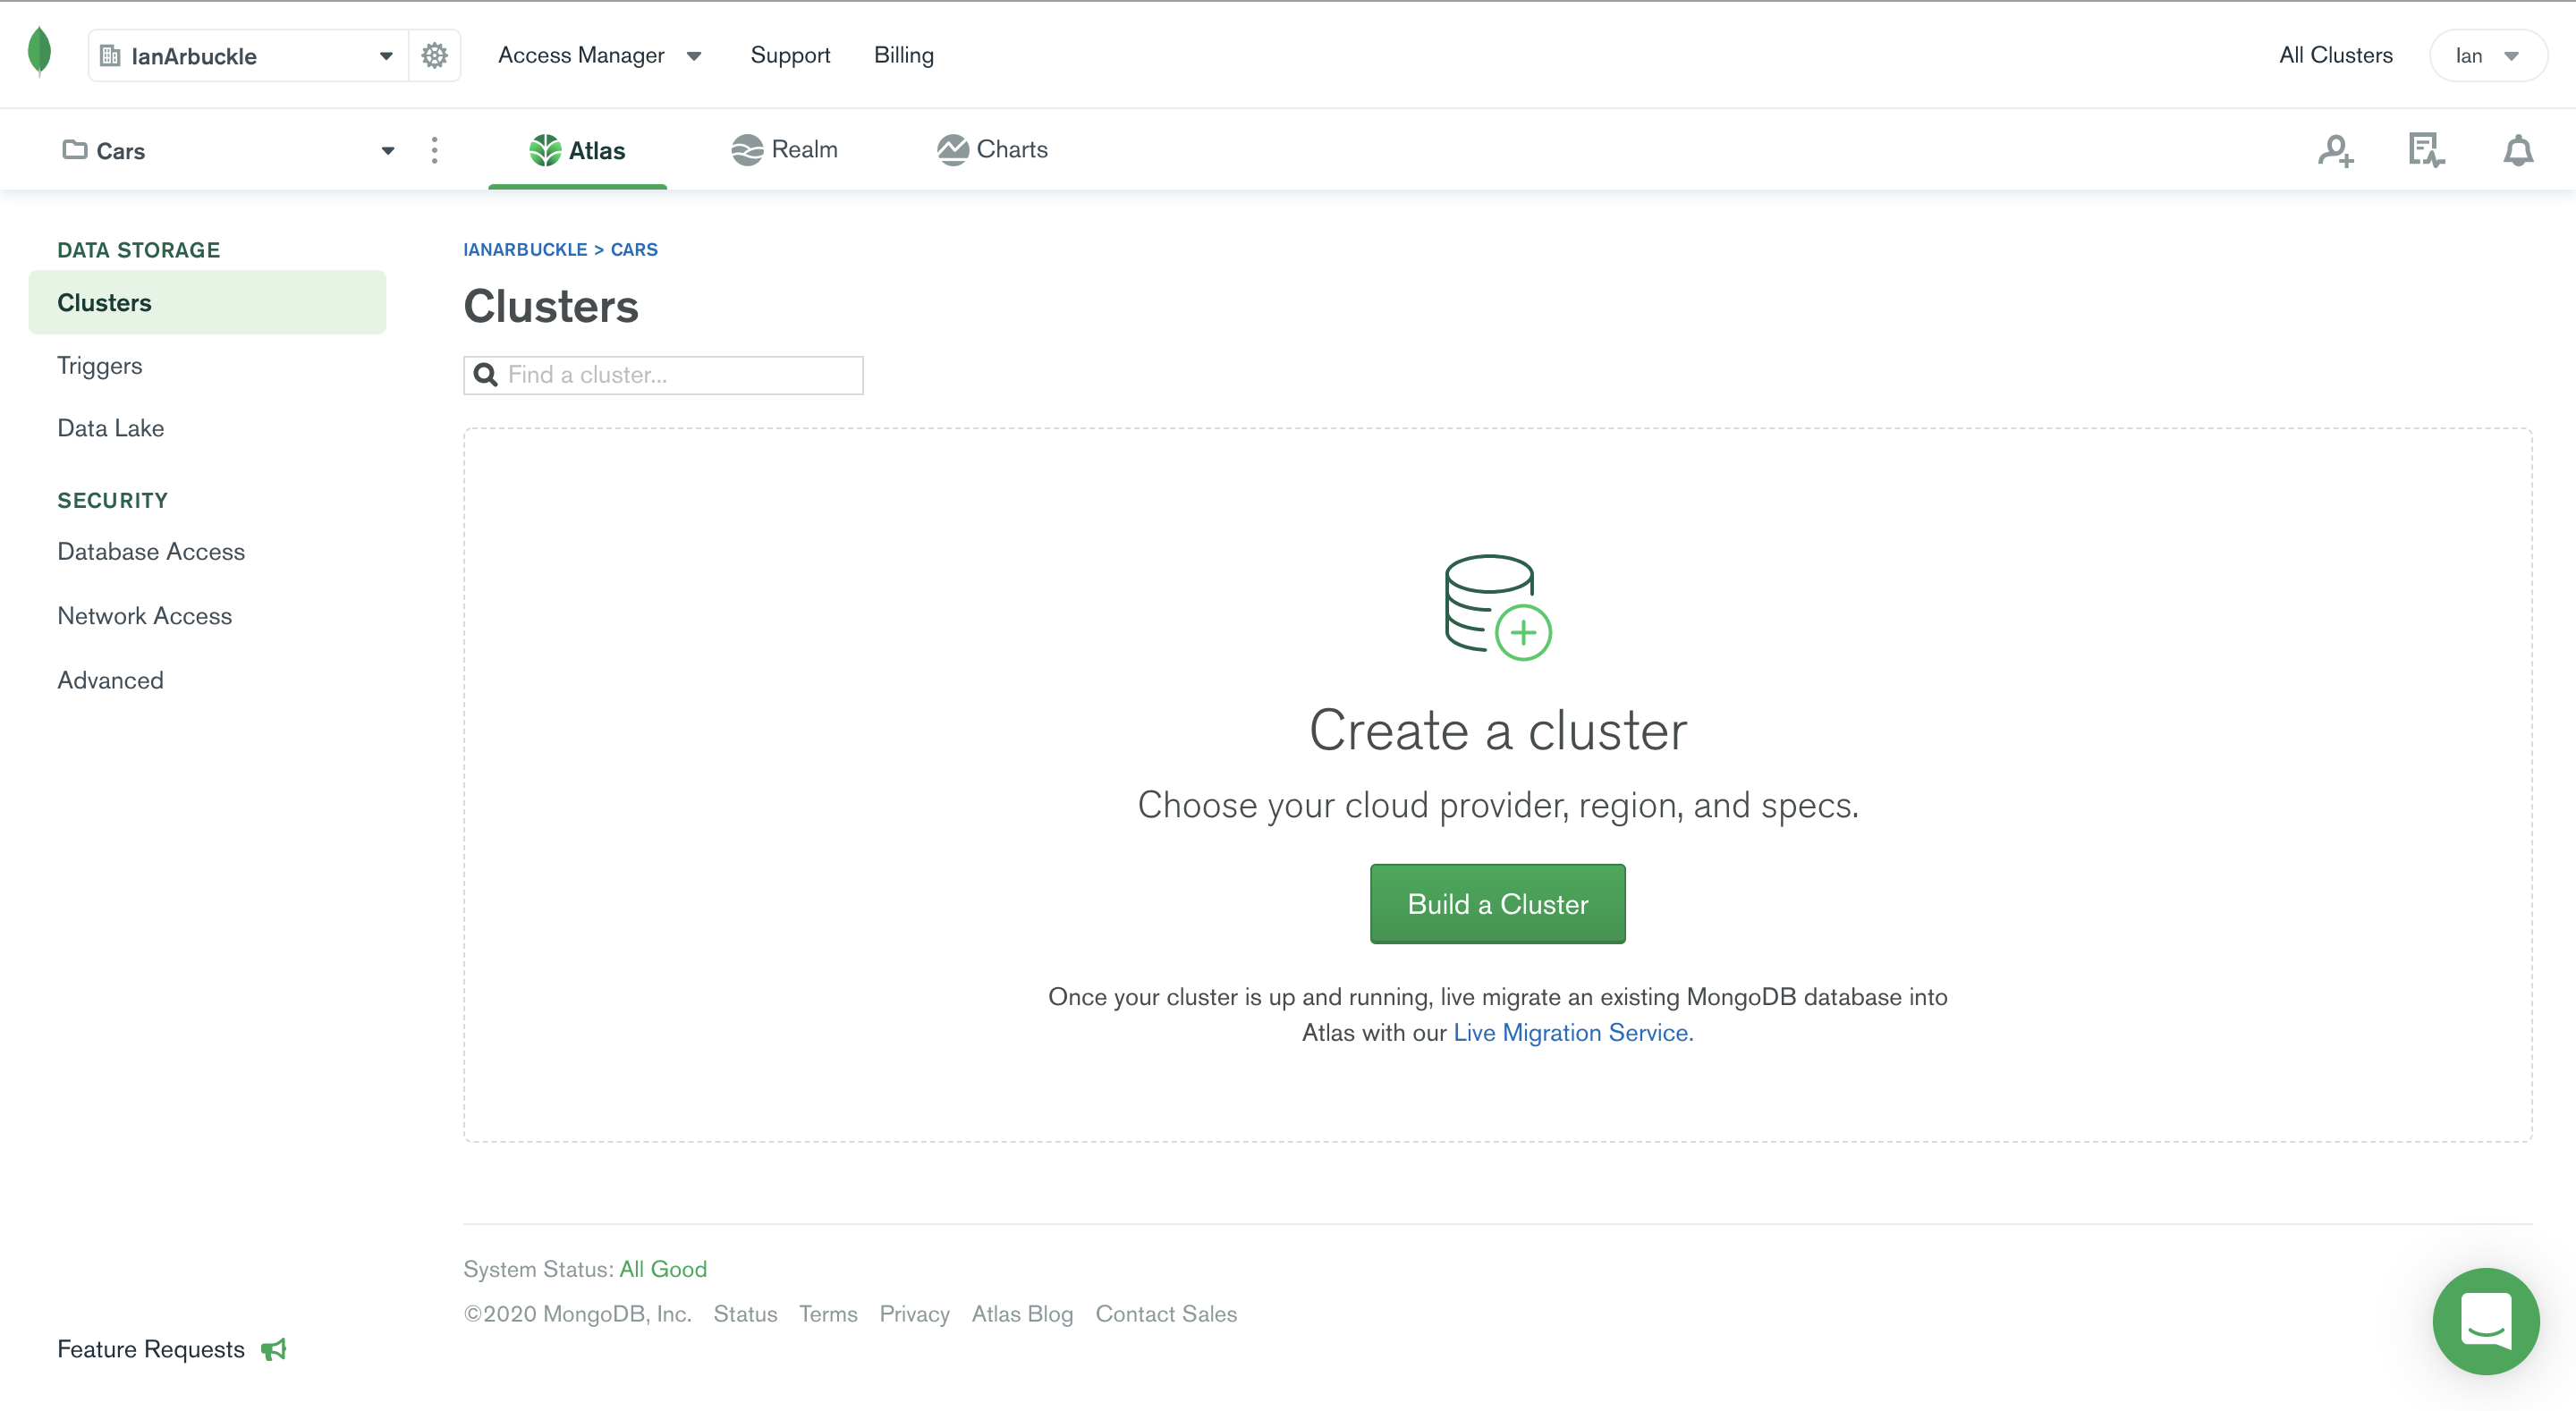 IanArbuckle
Access Manager
Support
Billing
All Clusters
Ian
Cars
Atlas
Realm
Charts
DATA STORAGE
Clusters
Triggers
Data Lake
SECURITY
Database Access
Network Access
Advanced
Feature Requests
IANARBUCKLE > CARS
Clusters
Find a cluster...
Create a cluster
Choose your cloud provider, region, and specs.
Build a Cluster
Once your cluster is up and running, live migrate an existing MongoDB database into
Atlas with our Live Migration Service.
System Status: All Good
©2020 MongoDB, Inc. Status Terms Privacy Atlas Blog Contact Sales